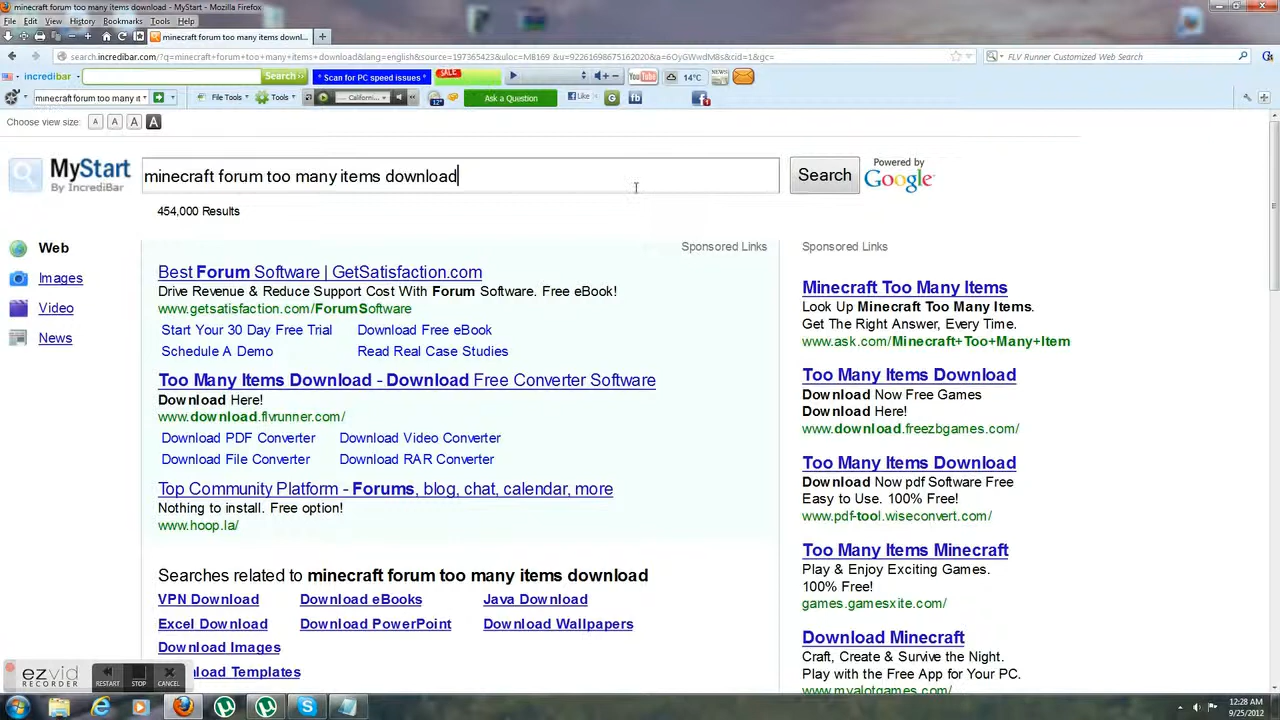 minecraft forum too many items download - MyStart - Mozilla Firefox
File Edit View History Bookmarks Tools Help
minecraft forum too many items downl...
search.incredibar.com/?q=minecraft+forum+too+many+items+download&lang=english&source=197365423&uloc=MB169
FLV Runner Customized Web Search
incredibar
Search
* Scan for PC speed issues *
SALE
YouTube
14°C
NEWS
minecraft forum too many it
File Tools
Tools
Californi...
12°
Ask a Question
Like
G
fb
Choose view size: A A A A
MyStart
By IncrediBar
minecraft forum too many items download
Search
Powered by
Google
454,000 Results
Web
Images
Video
News
Sponsored Links
Best Forum Software | GetSatisfaction.com
Drive Revenue & Reduce Support Cost With Forum Software. Free eBook!
www.getsatisfaction.com/ForumSoftware
Start Your 30 Day Free Trial Download Free eBook
Schedule A Demo Read Real Case Studies
Too Many Items Download - Download Free Converter Software
Download Here!
www.download.flvrunner.com/
Download PDF Converter Download Video Converter
Download File Converter Download RAR Converter
Top Community Platform - Forums, blog, chat, calendar, more
Nothing to install. Free option!
www.hoop.la/
Searches related to minecraft forum too many items download
VPN Download Download eBooks Java Download
Excel Download Download PowerPoint Download Wallpapers
Download Images
nload Templates
Sponsored Links
Minecraft Too Many Items
Look Up Minecraft Too Many Items.
Get The Right Answer, Every Time.
www.ask.com/Minecraft+Too+Many+Item
Too Many Items Download
Download Now Free Games
Download Here!
www.download.freezbgames.com/
Too Many Items Download
Download Now pdf Software Free
Easy to Use. 100% Free!
www.pdf-tool.wiseconvert.com/
Too Many Items Minecraft
Play & Enjoy Exciting Games.
100% Free!
games.gamesxite.com/
Download Minecraft
Craft, Create & Survive the Night.
Play with the Free App for Your PC.
www.myalotgames.com/
ezvid
RECORDER
RESTART STOP CANCEL
12:28 AM
9/25/2012